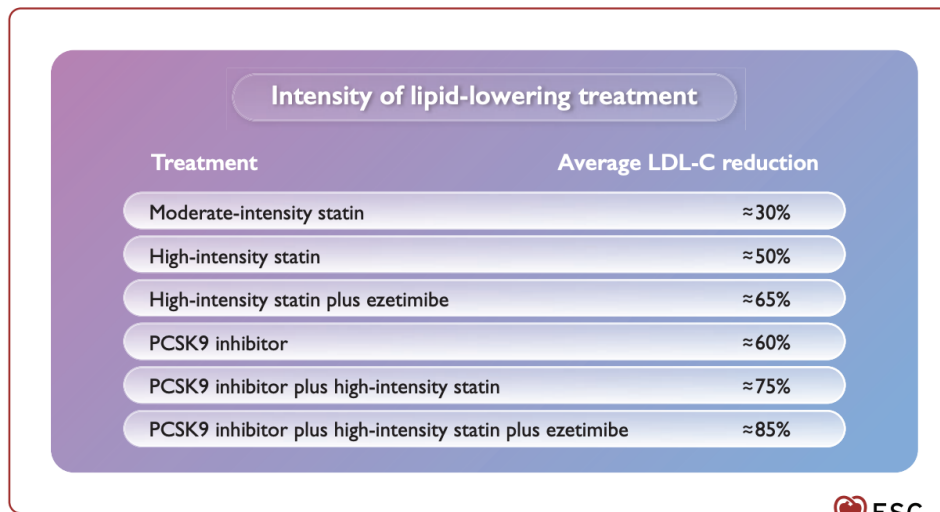 Intensity of lipid-lowering treatment
Treatment Average LDL-C reduction
Moderate-intensity statin ≈30%
High-intensity statin ≈50%
High-intensity statin plus ezetimibe ≈65%
PCSK9 inhibitor ≈60%
PCSK9 inhibitor plus high-intensity statin ≈75%
PCSK9 inhibitor plus high-intensity statin plus ezetimibe ≈85%
ESC